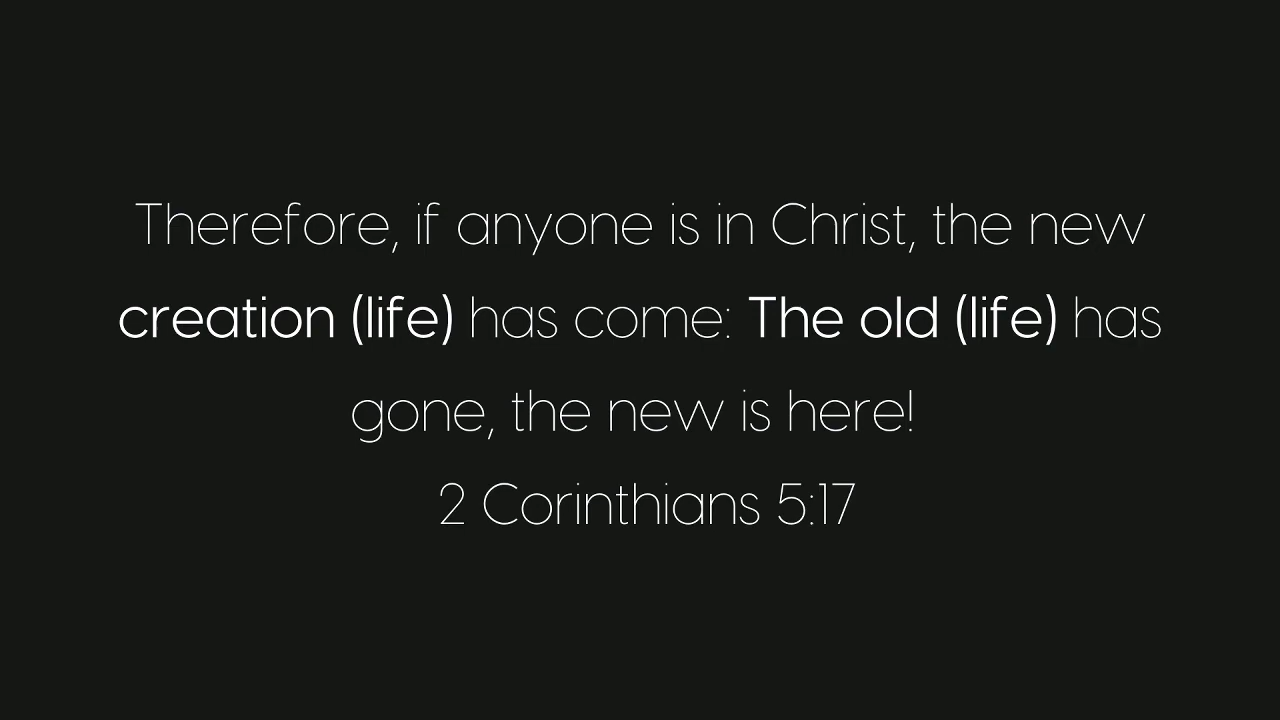 Therefore, if anyone is in Christ, the new
creation (life) has come: The old (life) has
gone, the new is here!
2 Corinthians 5:17